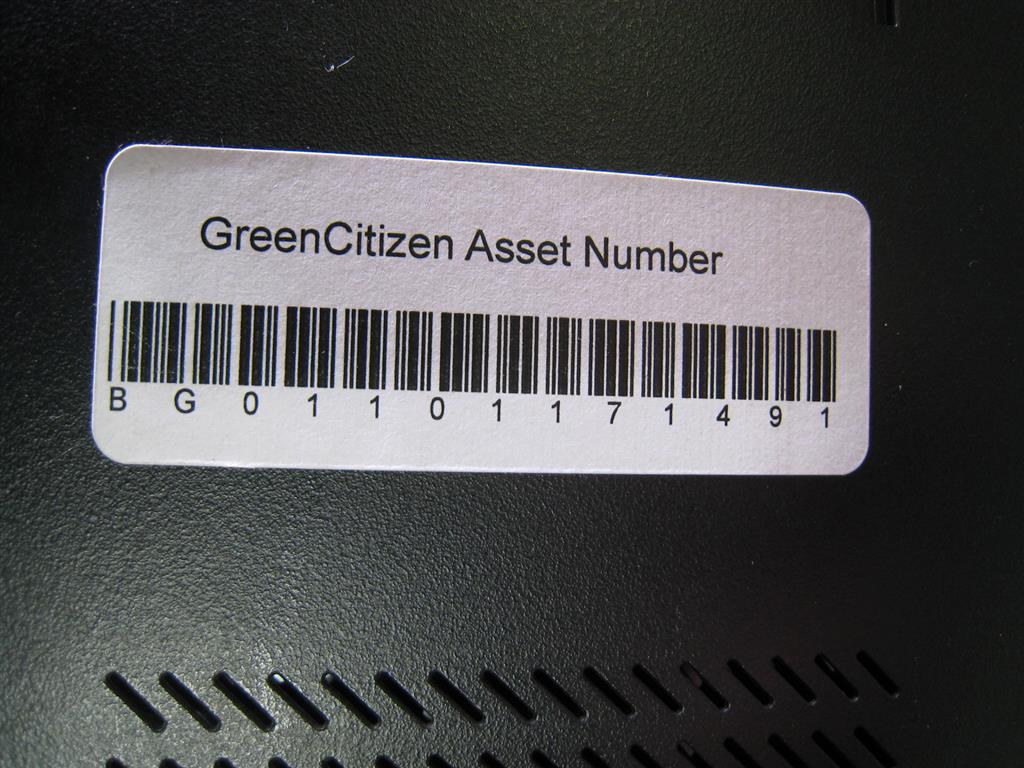 GreenCitizen Asset Number
B G 0 1 1 0 1 1 7 1 4 9 1